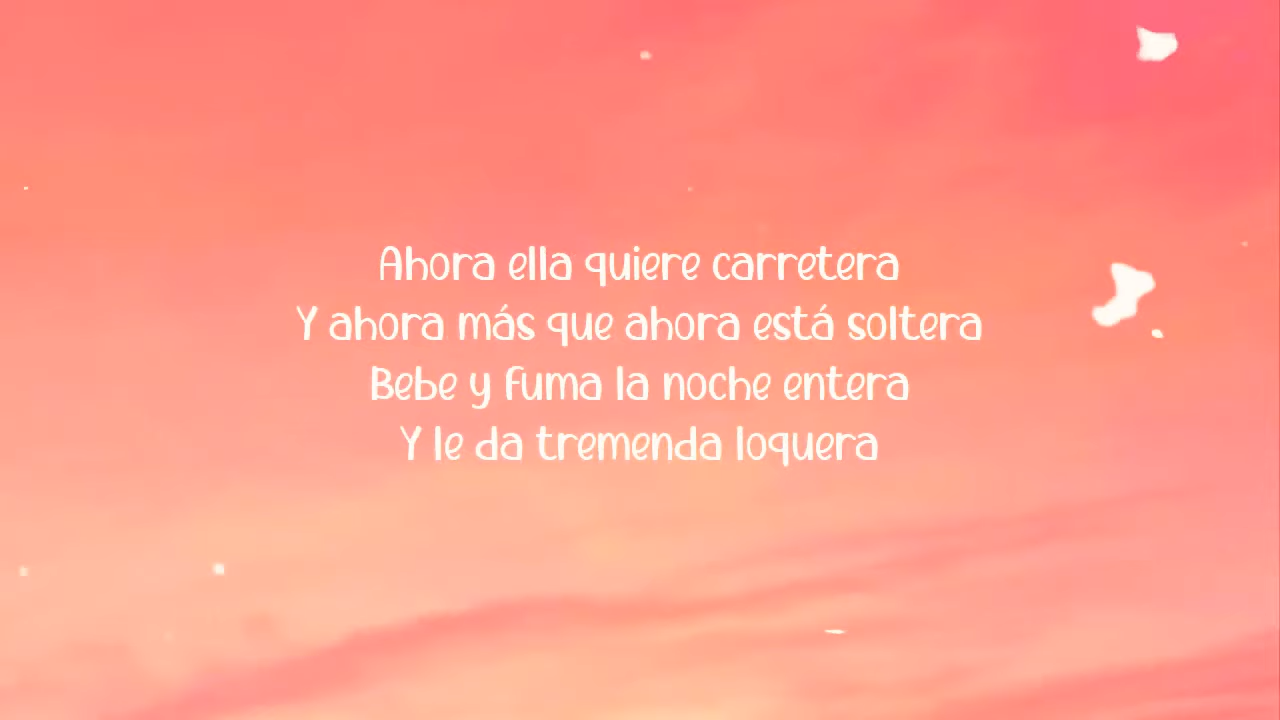 Ahora ella quiere carretera
Y ahora más que ahora está soltera
Bebe y fuma la noche entera
Y le da tremenda loquera